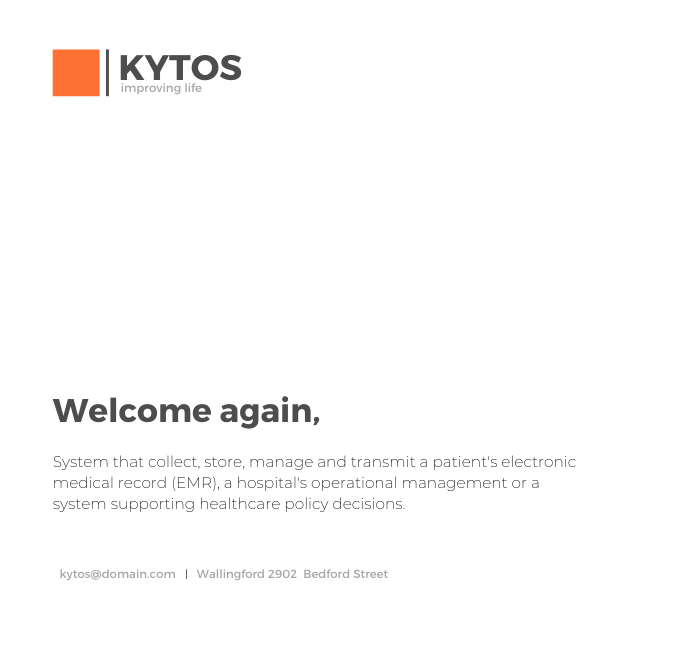 KYTOS
improving life
Welcome again,
System that collect, store, manage and transmit a patient's electronic
medical record (EMR), a hospital's operational management or a
system supporting healthcare policy decisions.
kytos@domain.com | Wallingford 2902 Bedford Street